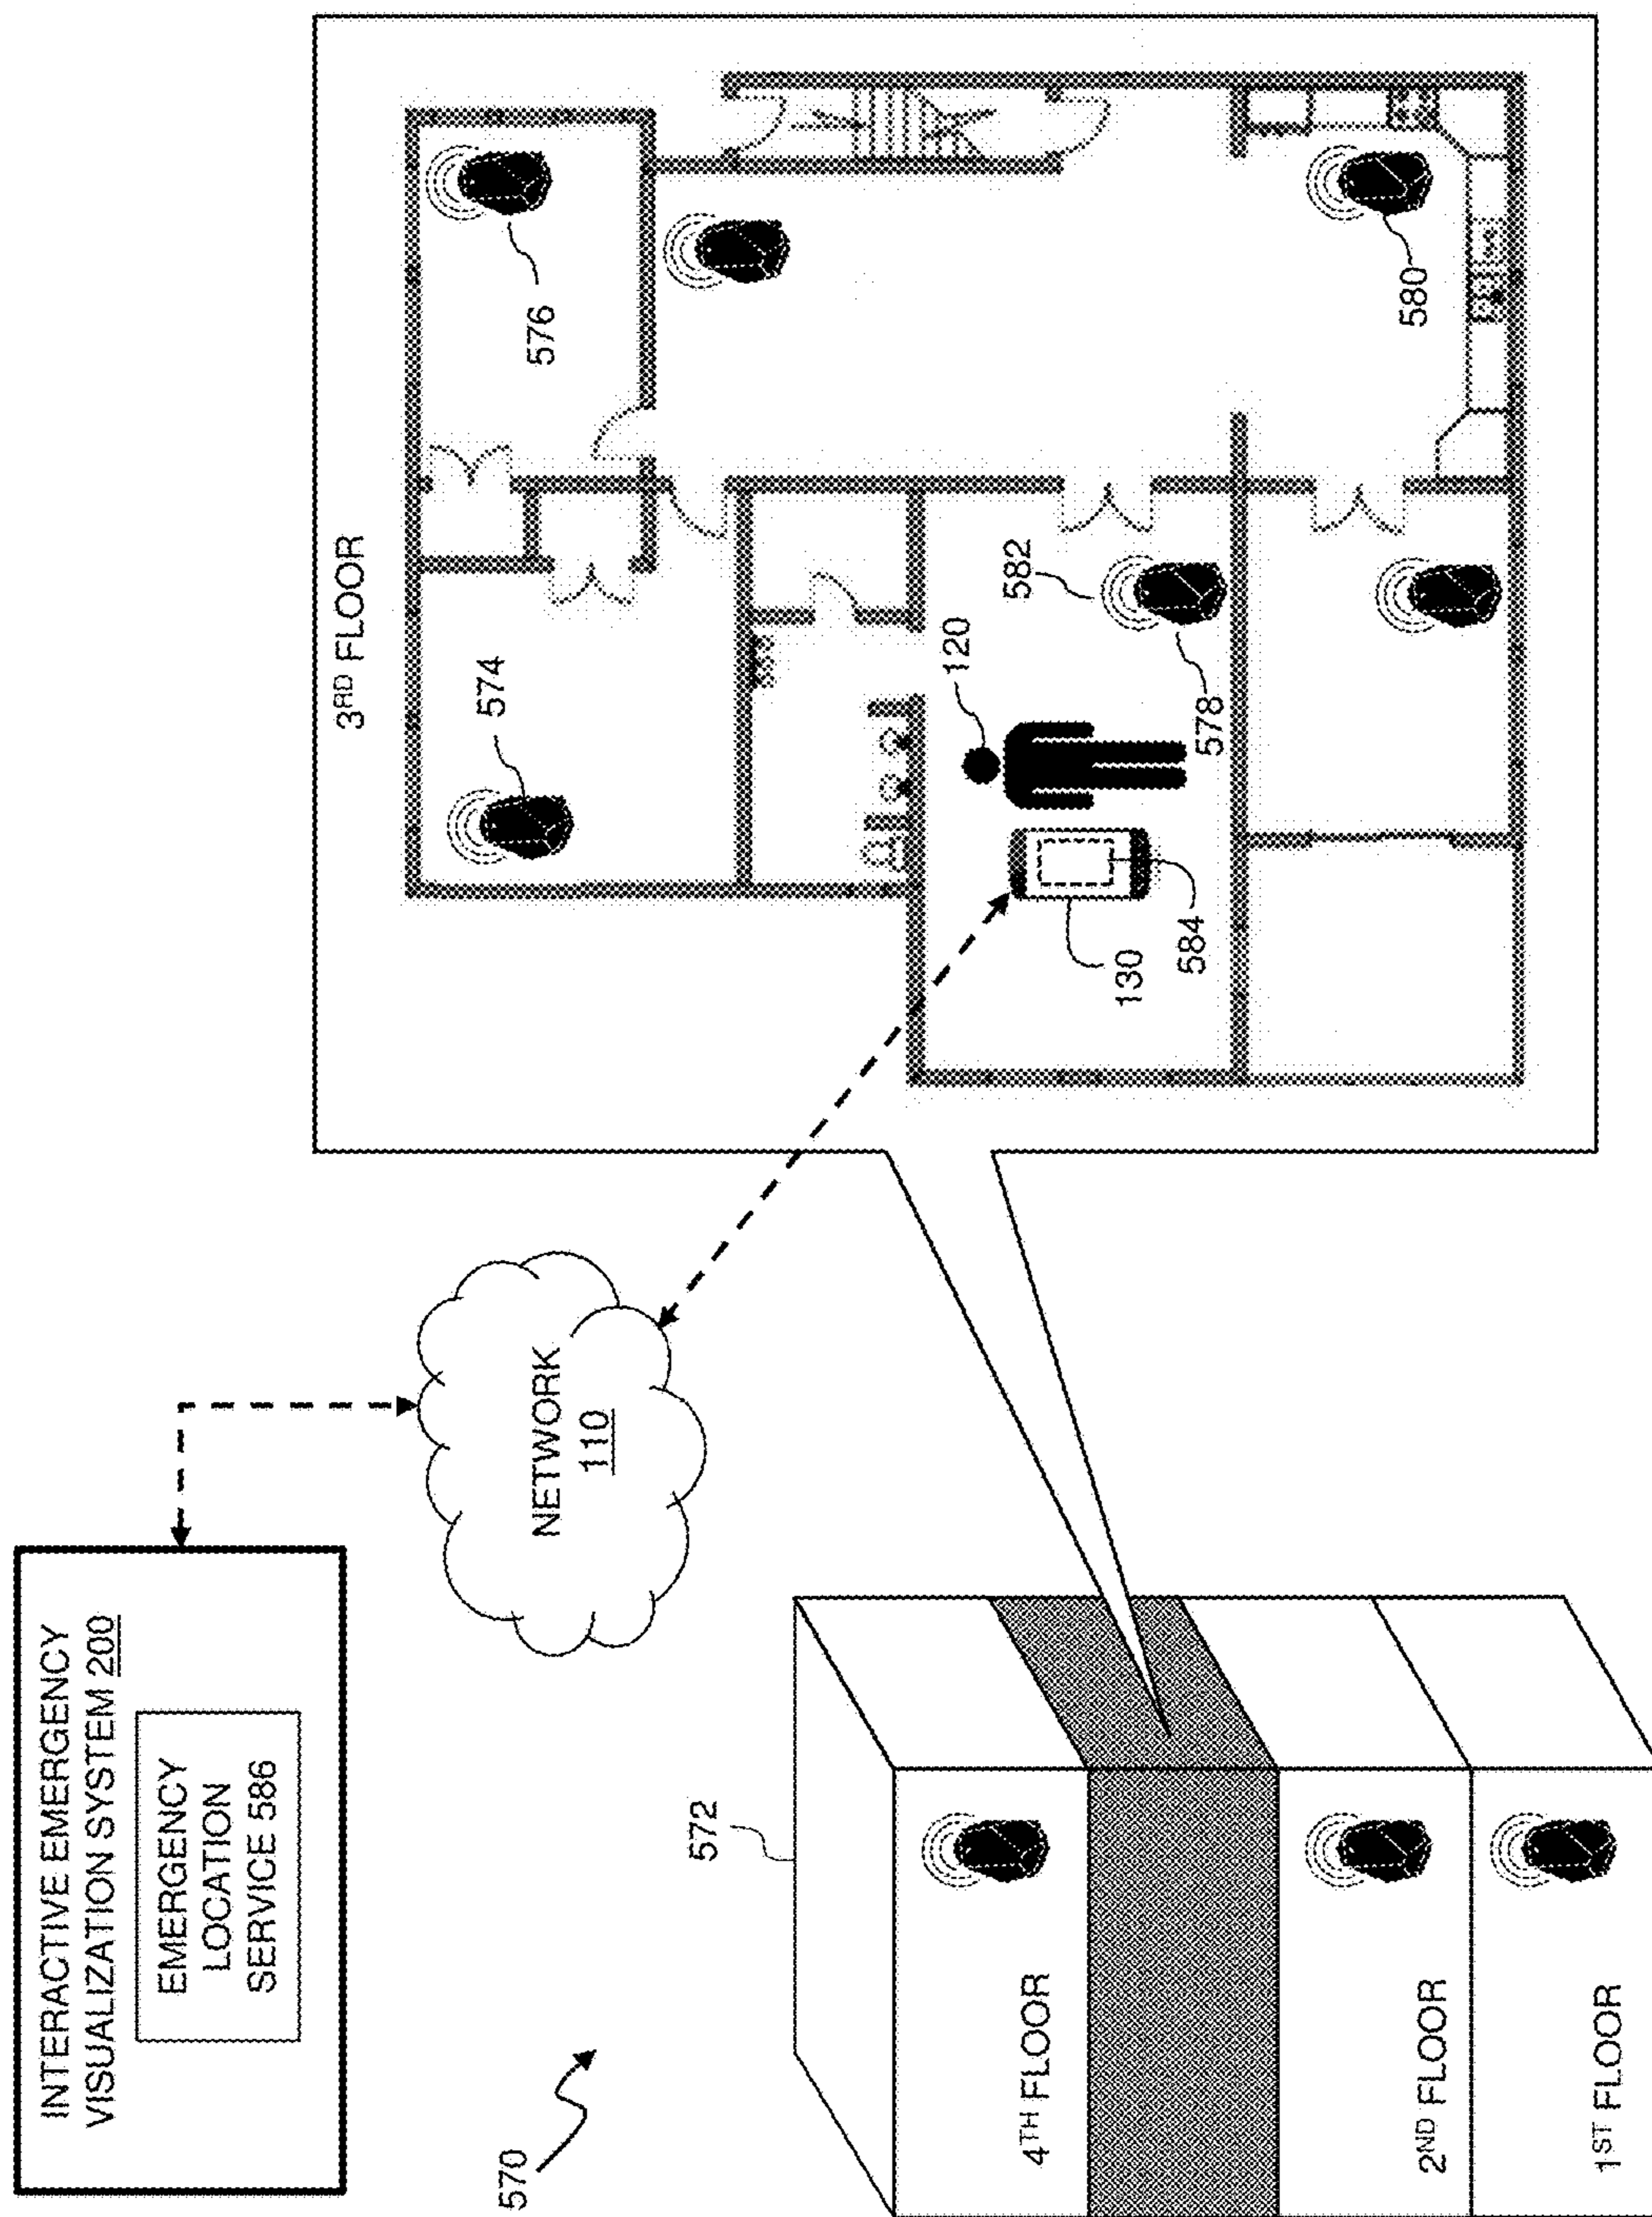 INTERACTIVE EMERGENCY
VISUALIZATION SYSTEM 200
EMERGENCY
LOCATION
SERVICE 586
NETWORK
110
570
572
4TH FLOOR
2ND FLOOR
1ST FLOOR
3RD FLOOR
574
576
120
582
578
580
130
584